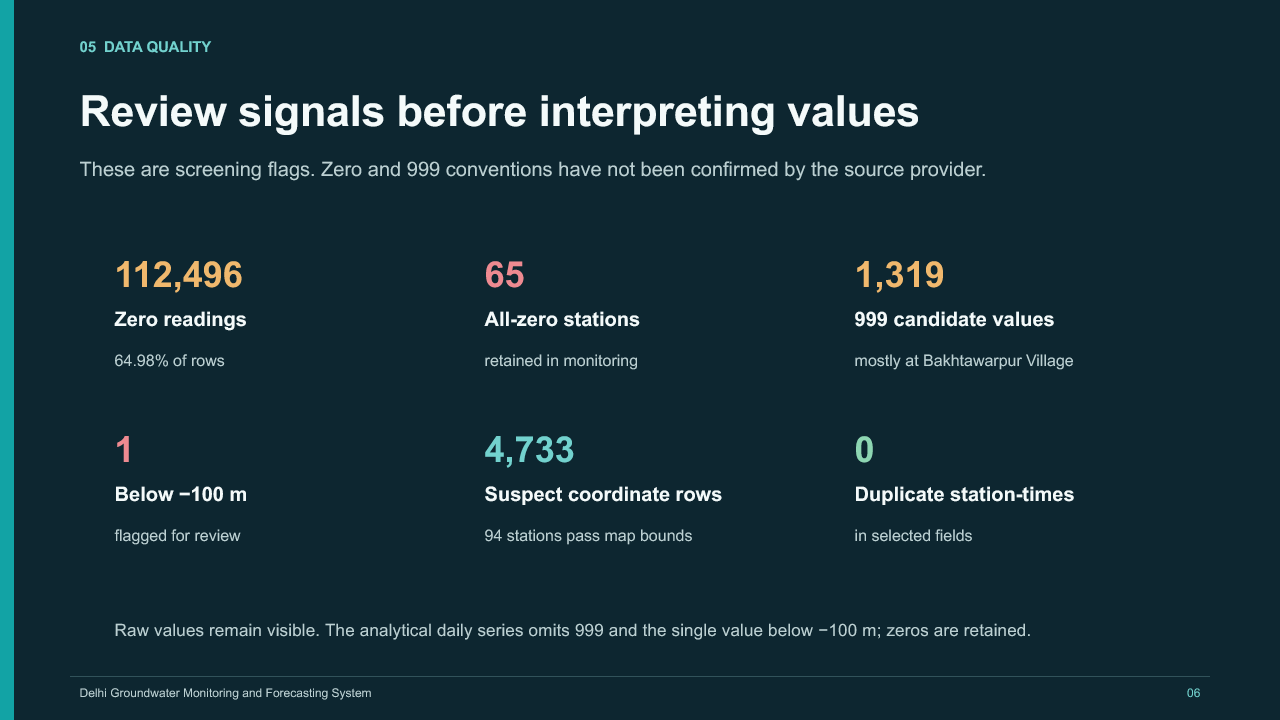 05 DATA QUALITY
Review signals before interpreting values
These are screening flags. Zero and 999 conventions have not been confirmed by the source provider.
112,496
Zero readings
64.98% of rows
65
All-zero stations
retained in monitoring
1,319
999 candidate values
mostly at Bakhtawarpur Village
1
Below −100 m
flagged for review
4,733
Suspect coordinate rows
94 stations pass map bounds
0
Duplicate station-times
in selected fields
Raw values remain visible. The analytical daily series omits 999 and the single value below −100 m; zeros are retained.
Delhi Groundwater Monitoring and Forecasting System
06